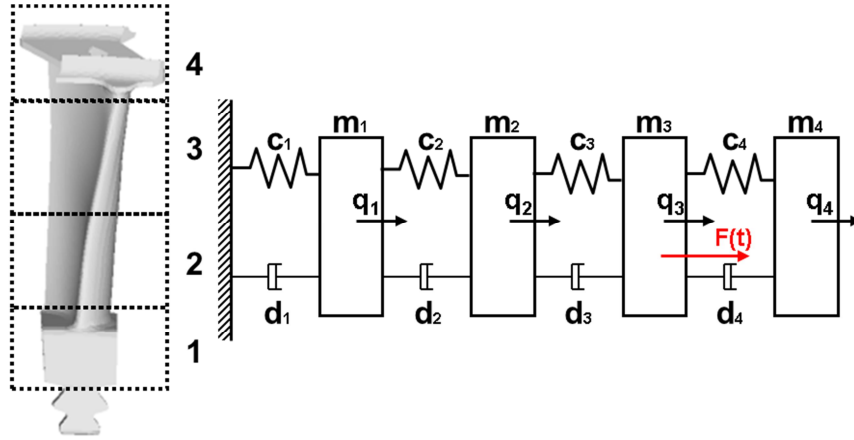 4
3
2
1
m₁ m₂ m₃ m₄
c₁ c₂ c₃ c₄
q₁ q₂ q₃ q₄
F(t)
d₁ d₂ d₃ d₄